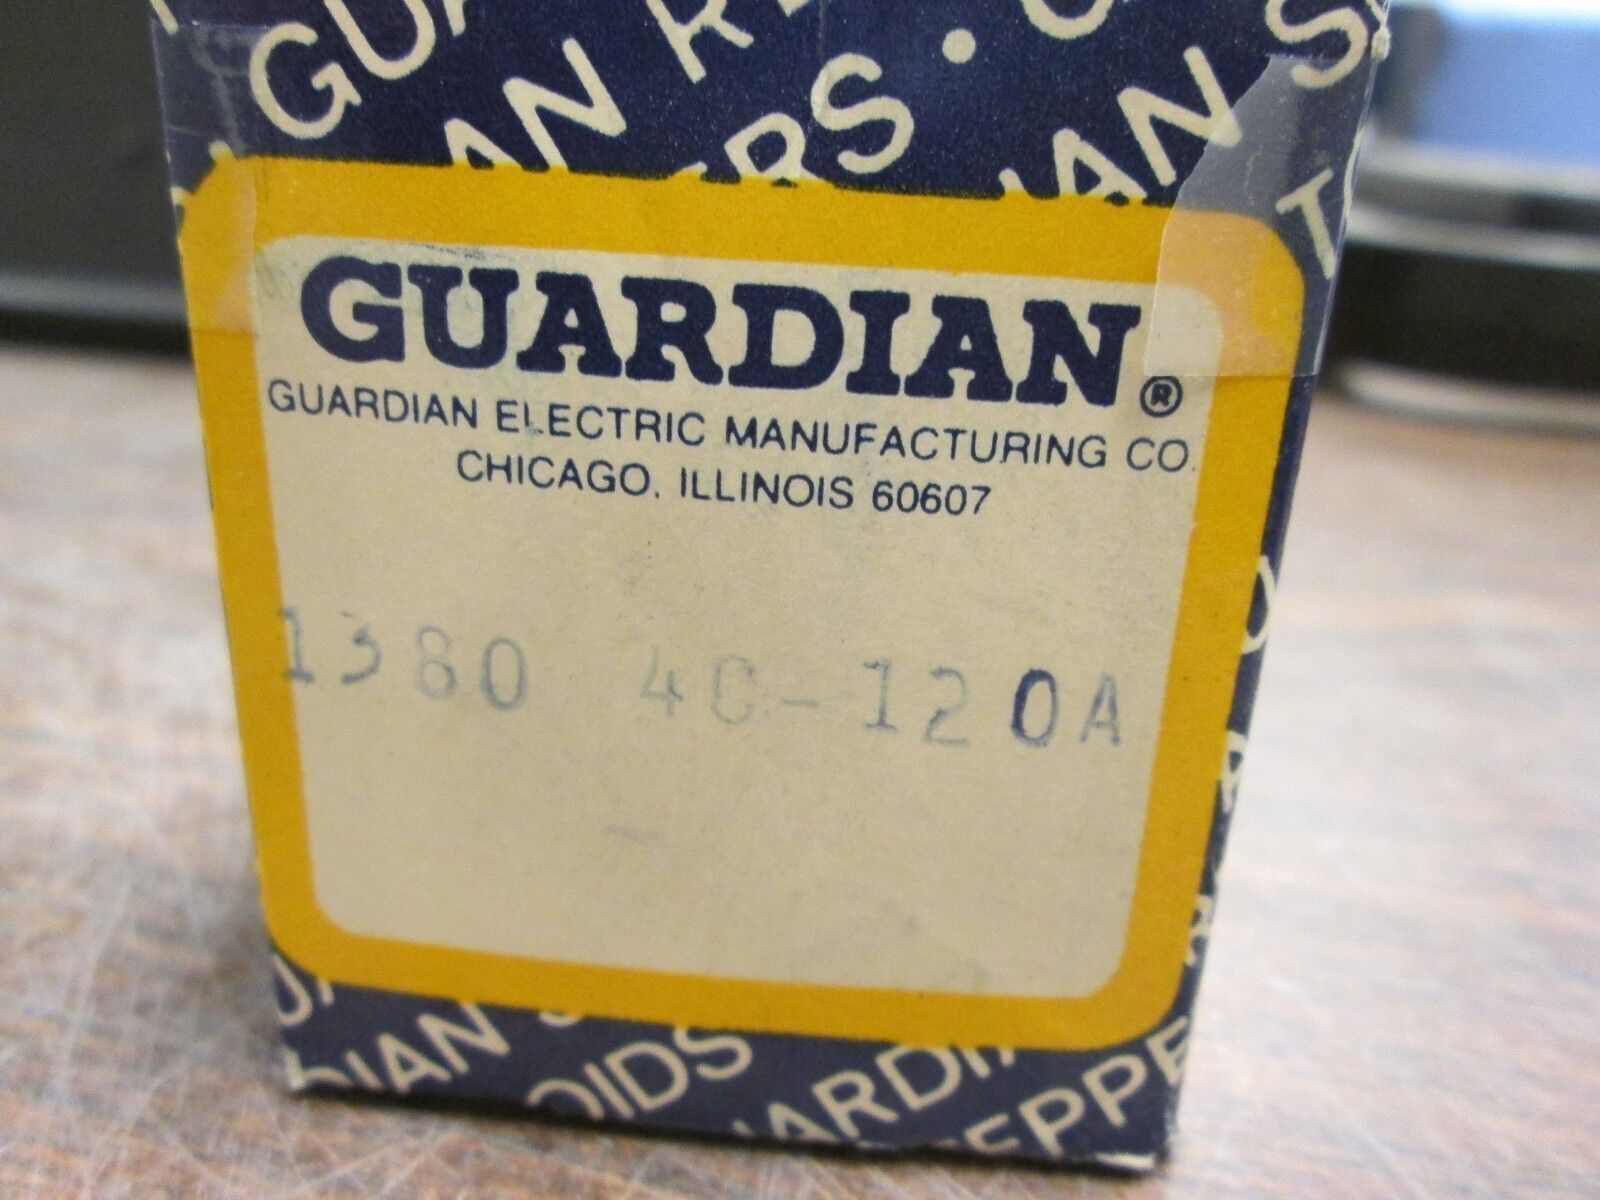 GUARDIAN®
GUARDIAN ELECTRIC MANUFACTURING CO.
CHICAGO, ILLINOIS 60607
1380 4C-120A